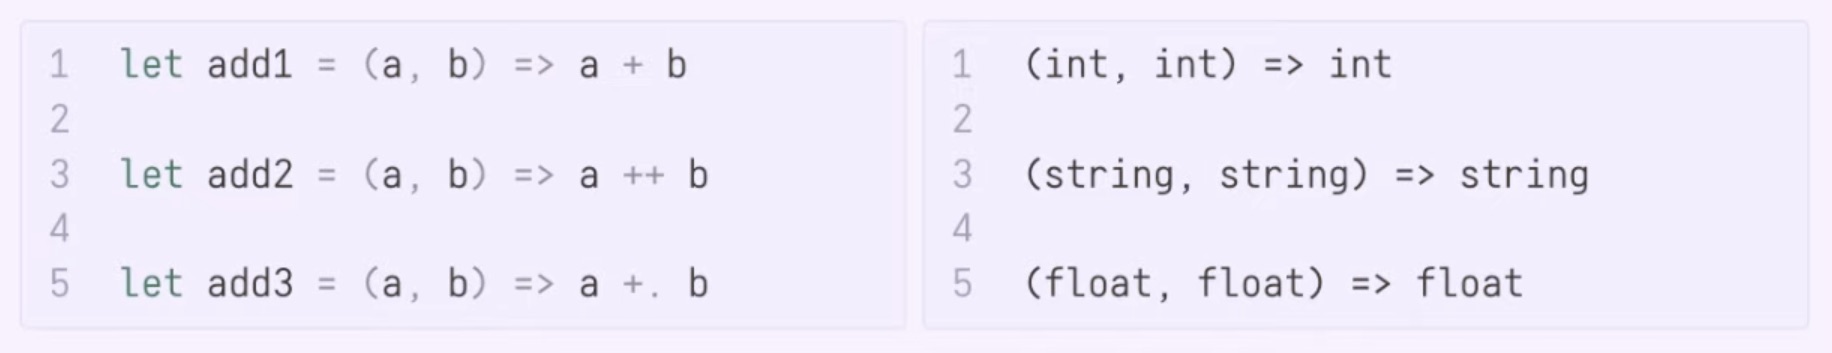 1 let add1 = (a, b) => a + b
2
3 let add2 = (a, b) => a ++ b
4
5 let add3 = (a, b) => a +. b
1 (int, int) => int
2
3 (string, string) => string
4
5 (float, float) => float